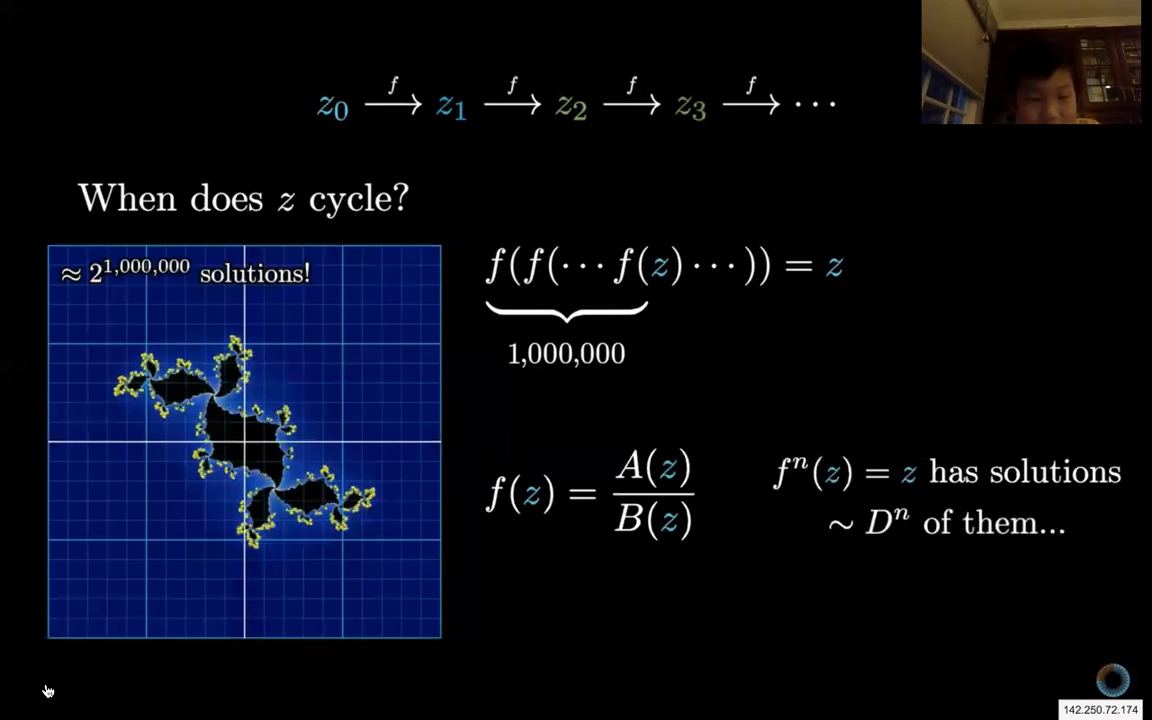 z₀ —f→ z₁ —f→ z₂ —f→ z₃ —f→ ···
When does z cycle?
≈ 2^1,000,000 solutions!
f(f(··· f(z) ···)) = z
1,000,000
f(z) = A(z)/B(z)
fⁿ(z) = z has solutions
∼ Dⁿ of them...
142.250.72.174